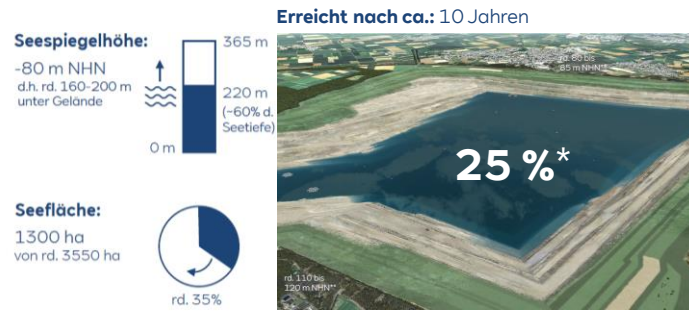 Erreicht nach ca.: 10 Jahren
Seespiegelhöhe:
-80 m NHN
d.h. rd. 160-200 m
unter Gelände
365 m
220 m
(~60% d.
Seetiefe)
0 m
rd. 80 bis
85 m NHN**
25 %*
Seefläche:
1300 ha
von rd. 3550 ha
rd. 35%
rd. 110 bis
120 m NHN**